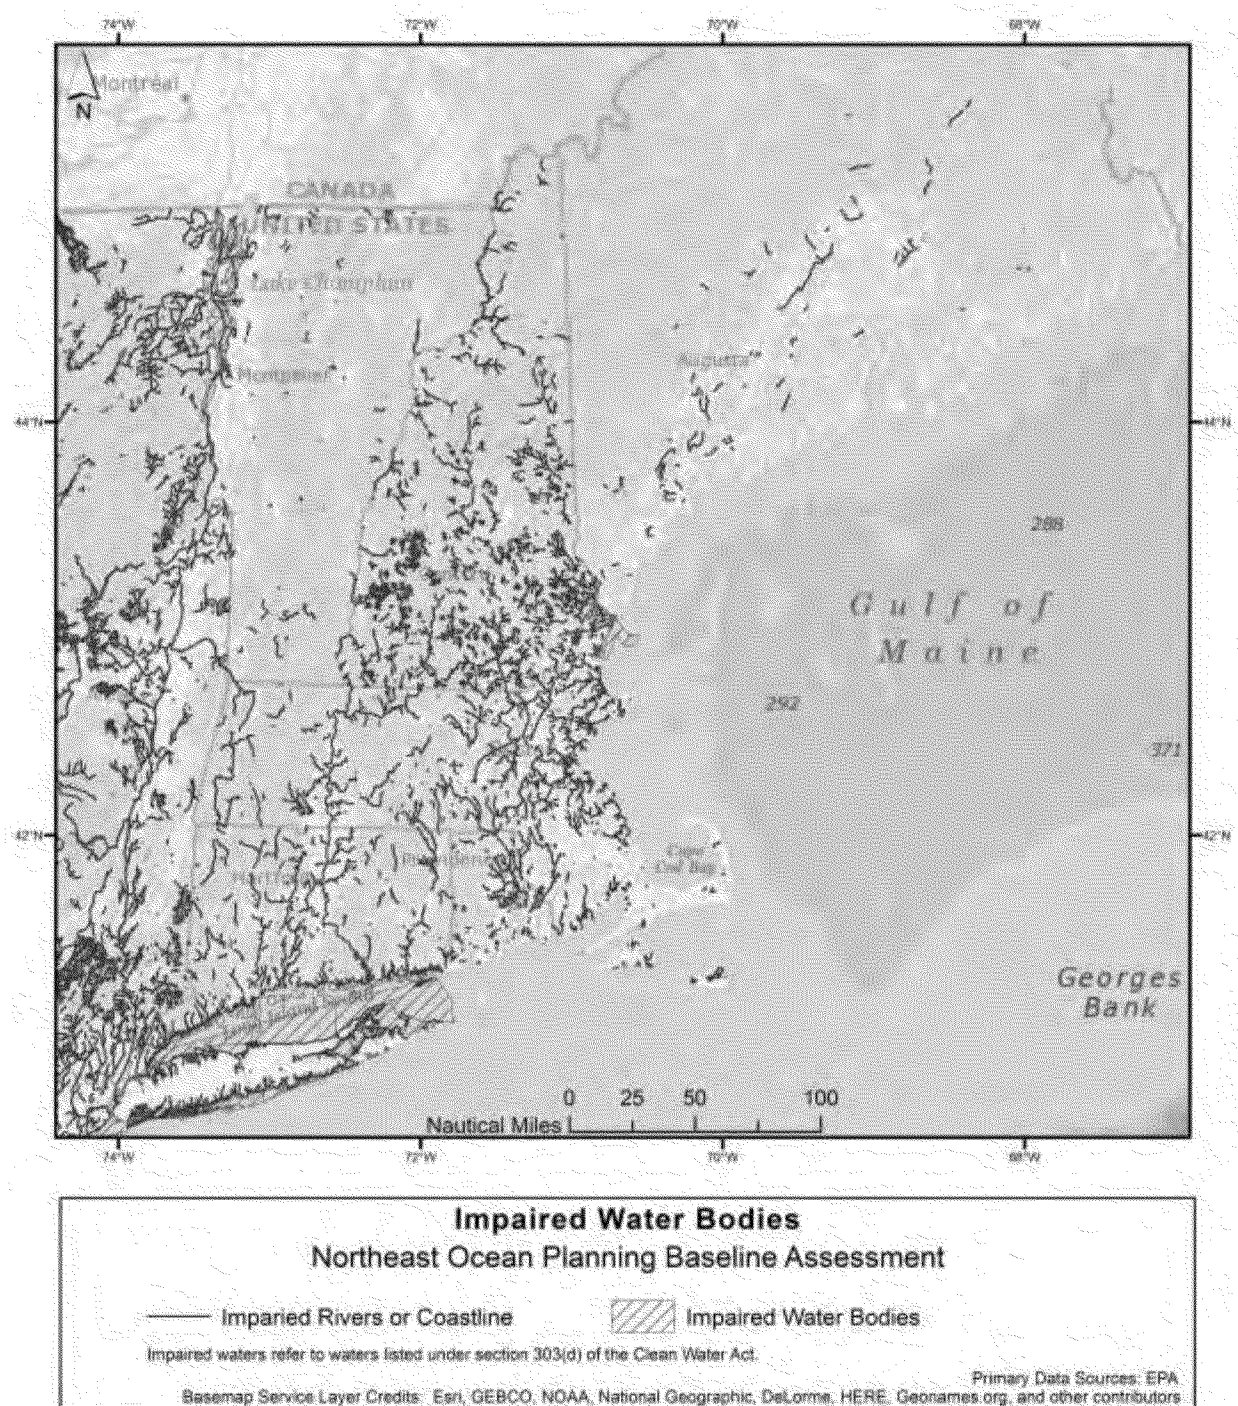 74°W 72°W 70°W 68°W
Montréal
N
CANADA
UNITED STATES
Lake Champlain
Montpelier
Augusta
44°N 44°N
288
Gulf of
Maine
292
371
42°N 42°N
Cape
Cod Bay
Providence
Hartford
Georges
Bank
0 25 50 100
Nautical Miles
74°W 72°W 70°W 68°W
Impaired Water Bodies
Northeast Ocean Planning Baseline Assessment
Imparied Rivers or Coastline Impaired Water Bodies
Impaired waters refer to waters listed under section 303(d) of the Clean Water Act.
Primary Data Sources: EPA
Basemap Service Layer Credits: Esri, GEBCO, NOAA, National Geographic, DeLorme, HERE, Geonames.org, and other contributors